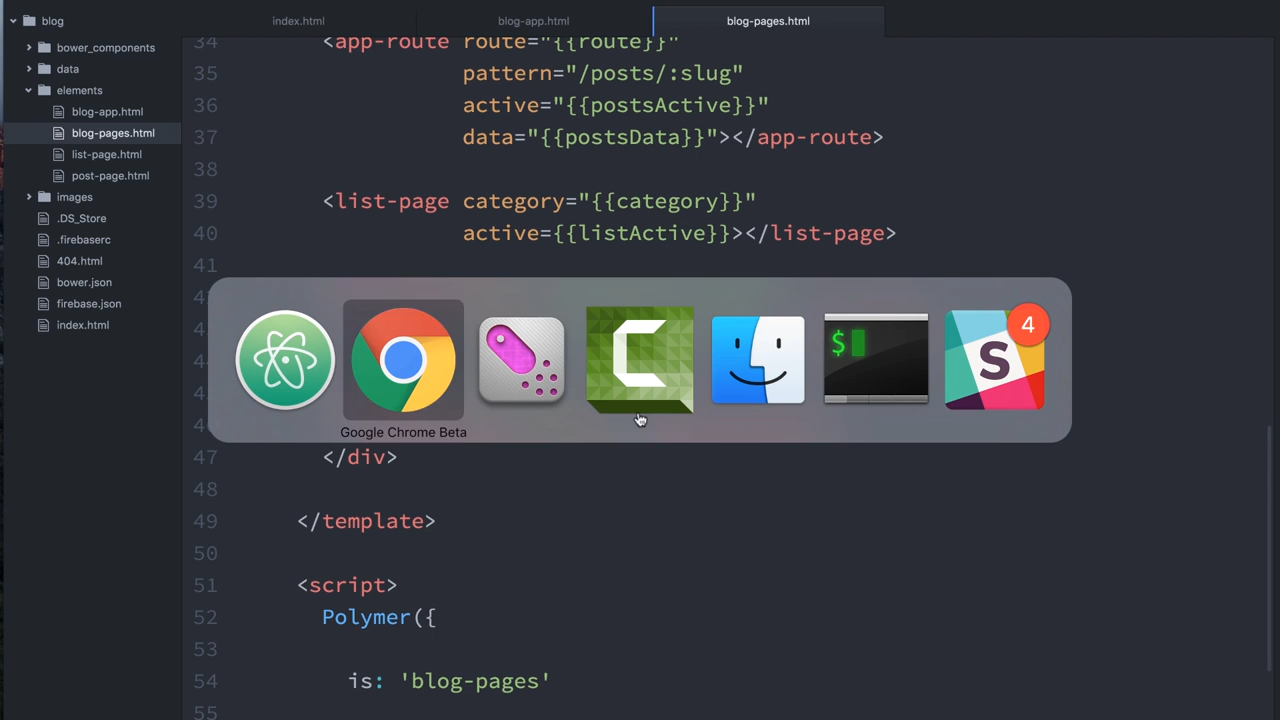 blog
index.html
blog-app.html
blog-pages.html
bower_components
data
elements
blog-app.html
blog-pages.html
list-page.html
post-page.html
images
.DS_Store
.firebaserc
404.html
bower.json
firebase.json
index.html
34 <app-route route="{{route}}"
35 pattern="/posts/:slug"
36 active="{{postsActive}}"
37 data="{{postsData}}"></app-route>
38
39 <list-page category="{{category}}"
40 active={{listActive}}></list-page>
41
$
4
S
Google Chrome Beta
47 </div>
48
49 </template>
50
51 <script>
52 Polymer({
53
54 is: 'blog-pages'
55